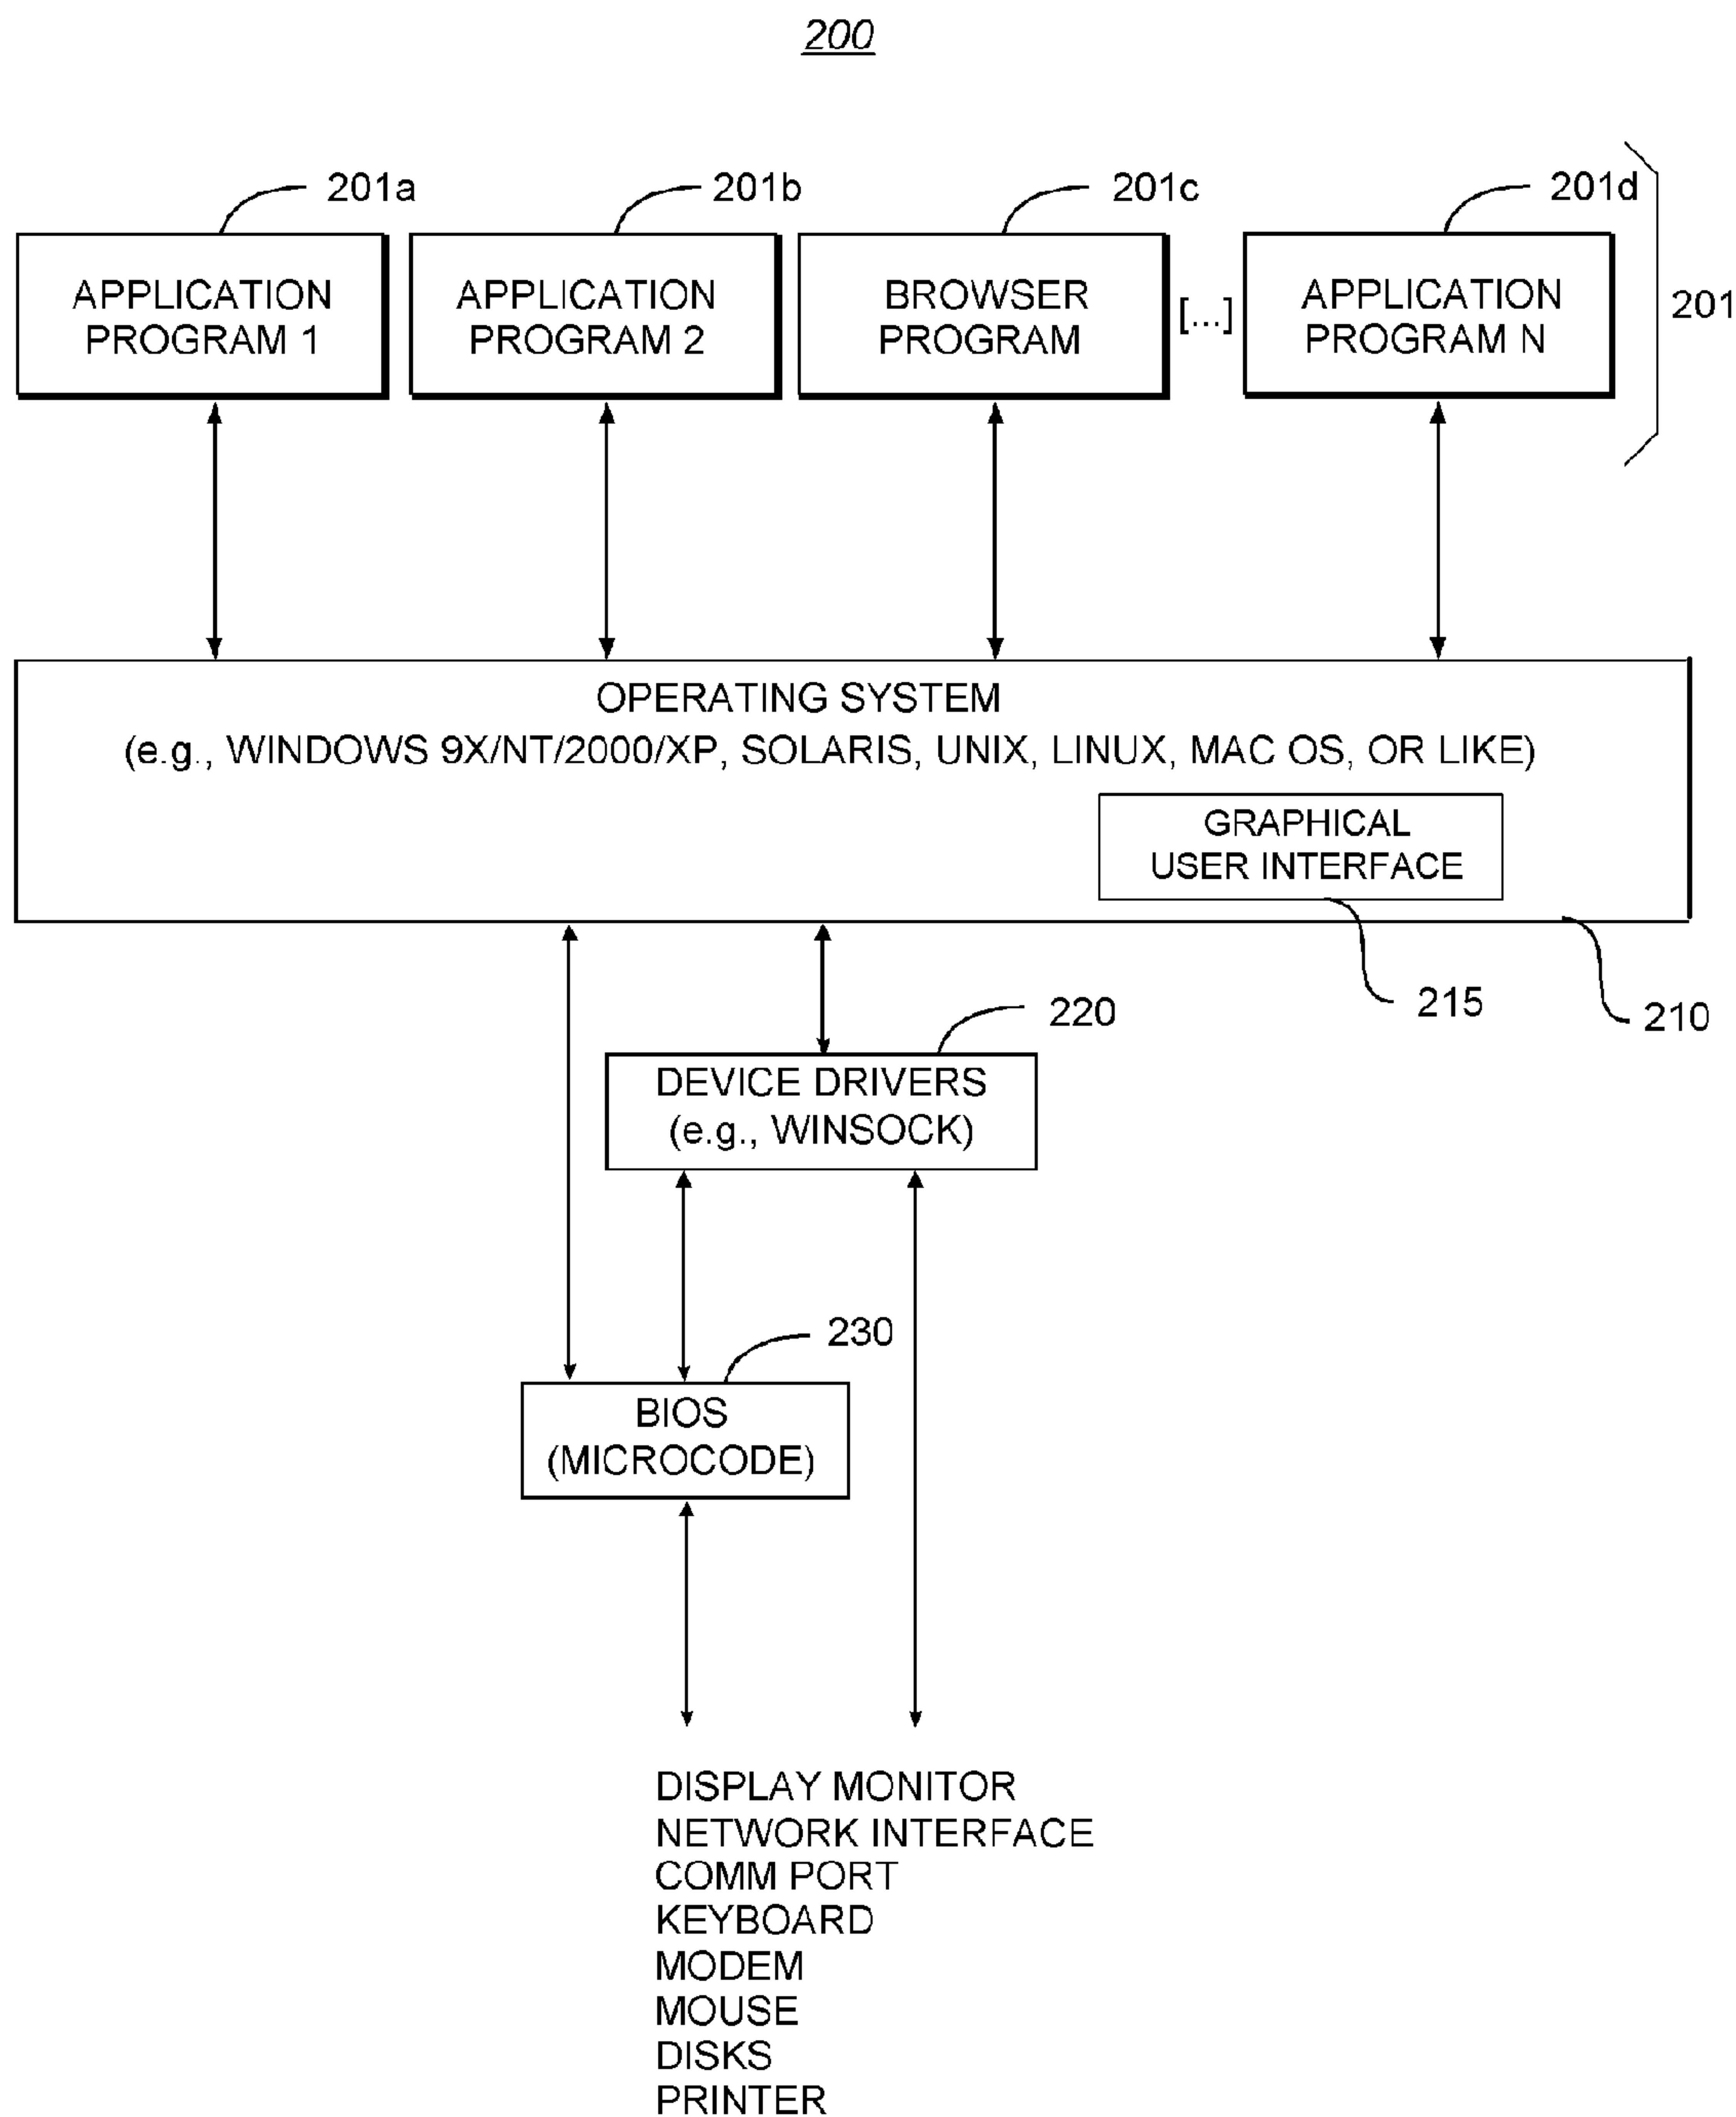 200
201a
201b
201c
201d
APPLICATION
PROGRAM 1
APPLICATION
PROGRAM 2
BROWSER
PROGRAM
[...]
APPLICATION
PROGRAM N
201
OPERATING SYSTEM
(e.g., WINDOWS 9X/NT/2000/XP, SOLARIS, UNIX, LINUX, MAC OS, OR LIKE)
GRAPHICAL
USER INTERFACE
215
210
220
DEVICE DRIVERS
(e.g., WINSOCK)
230
BIOS
(MICROCODE)
DISPLAY MONITOR
NETWORK INTERFACE
COMM PORT
KEYBOARD
MODEM
MOUSE
DISKS
PRINTER